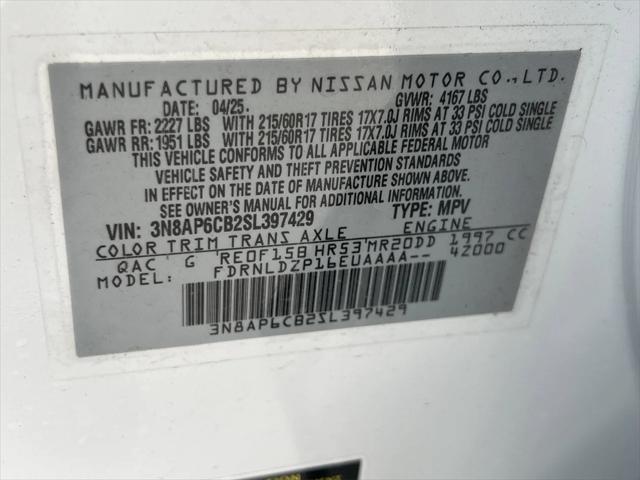 MANUFACTURED BY NISSAN MOTOR CO., LTD.
DATE: 04/25. GVWR: 4167 LBS
GAWR FR: 2227 LBS WITH 215/60R17 TIRES 17X7.0J RIMS AT 33 PSI COLD SINGLE
GAWR RR: 1951 LBS WITH 215/60R17 TIRES 17X7.0J RIMS AT 33 PSI COLD SINGLE
THIS VEHICLE CONFORMS TO ALL APPLICABLE FEDERAL MOTOR
VEHICLE SAFETY AND THEFT PREVENTION STANDARDS
IN EFFECT ON THE DATE OF MANUFACTURE SHOWN ABOVE.
SEE OWNER'S MANUAL FOR ADDITIONAL INFORMATION.
VIN: 3N8AP6CB2SL397429 TYPE: MPV
COLOR TRIM TRANS AXLE ENGINE
QAC G RE0F15B HR53 MR20DD 1997 CC
MODEL: FDRNLDZP16EUAAAA-- 42000
3N8AP6CB2SL397429